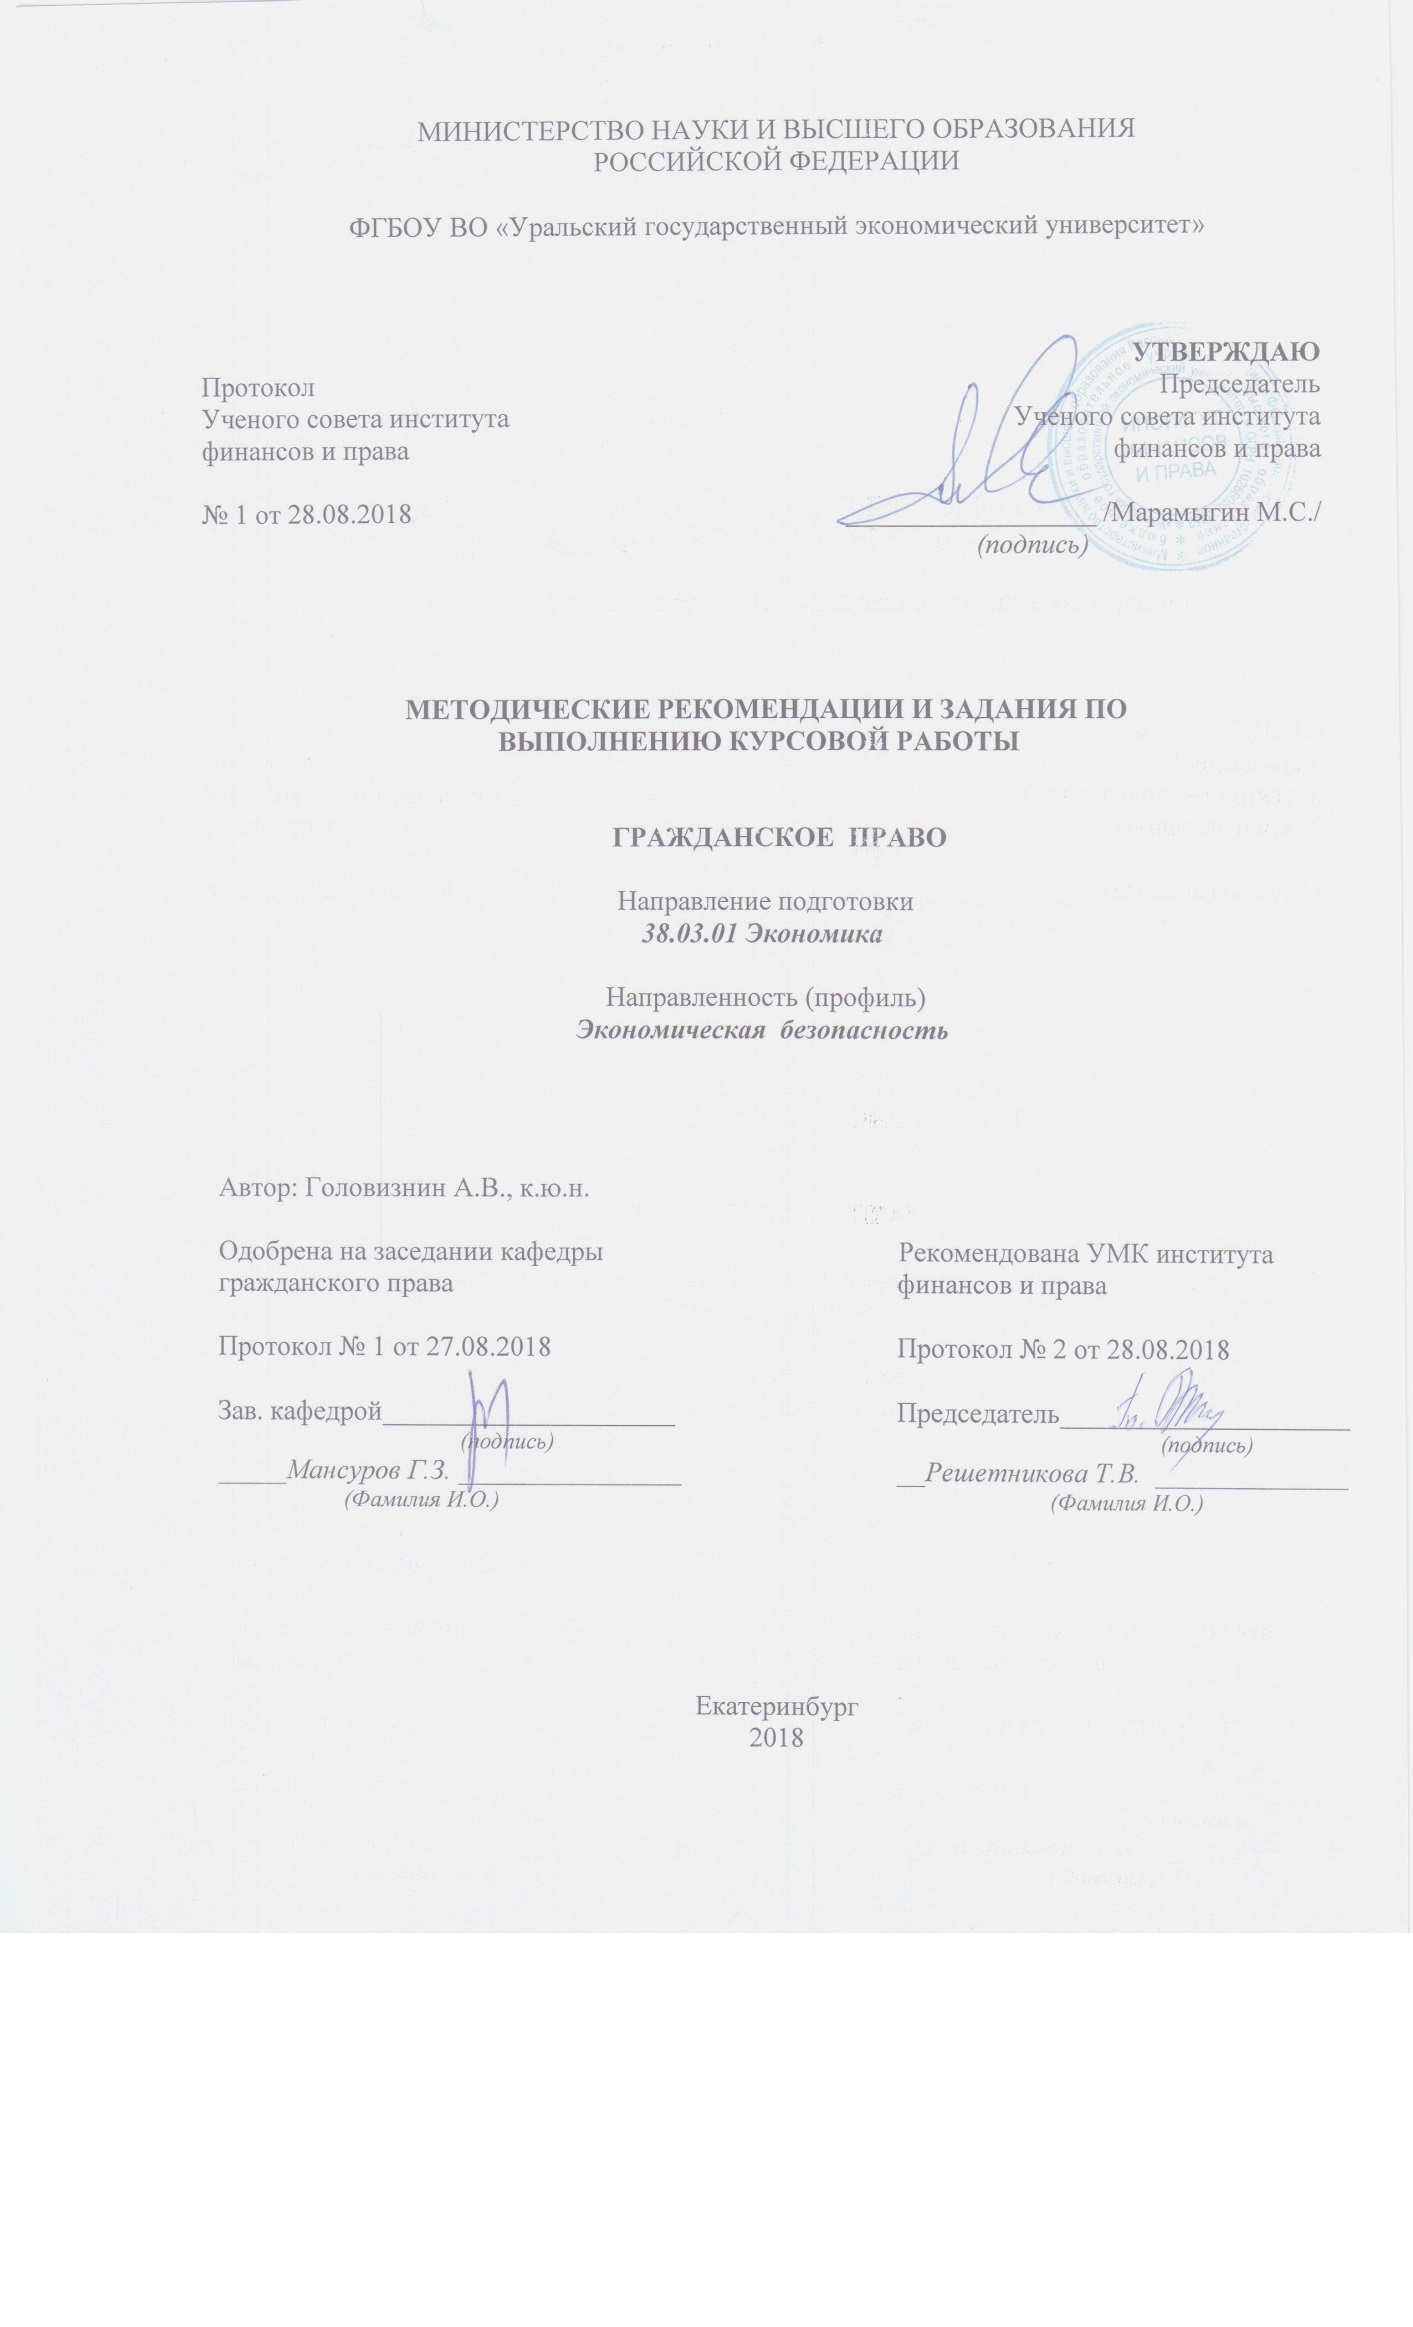 МИНИСТЕРСТВО НАУКИ И ВЫСШЕГО ОБРАЗОВАНИЯ
РОССИЙСКОЙ ФЕДЕРАЦИИ
ФГБОУ ВО «Уральский государственный экономический университет»
Протокол
Ученого совета института
финансов и права
№ 1 от 28.08.2018
УТВЕРЖДАЮ
Председатель
Ученого совета института
финансов и права
/Марамыгин М.С./
(подпись)
И ПРАВА
МЕТОДИЧЕСКИЕ РЕКОМЕНДАЦИИ И ЗАДАНИЯ ПО
ВЫПОЛНЕНИЮ КУРСОВОЙ РАБОТЫ
ГРАЖДАНСКОЕ ПРАВО
Направление подготовки
38.03.01 Экономика
Направленность (профиль)
Экономическая безопасность
Автор: Головизнин А.В., к.ю.н.
Одобрена на заседании кафедры
гражданского права
Протокол № 1 от 27.08.2018
Зав. кафедрой
(подпись)
Мансуров Г.З.
(Фамилия И.О.)
Рекомендована УМК института
финансов и права
Протокол № 2 от 28.08.2018
Председатель
(подпись)
Решетникова Т.В.
(Фамилия И.О.)
Екатеринбург
2018